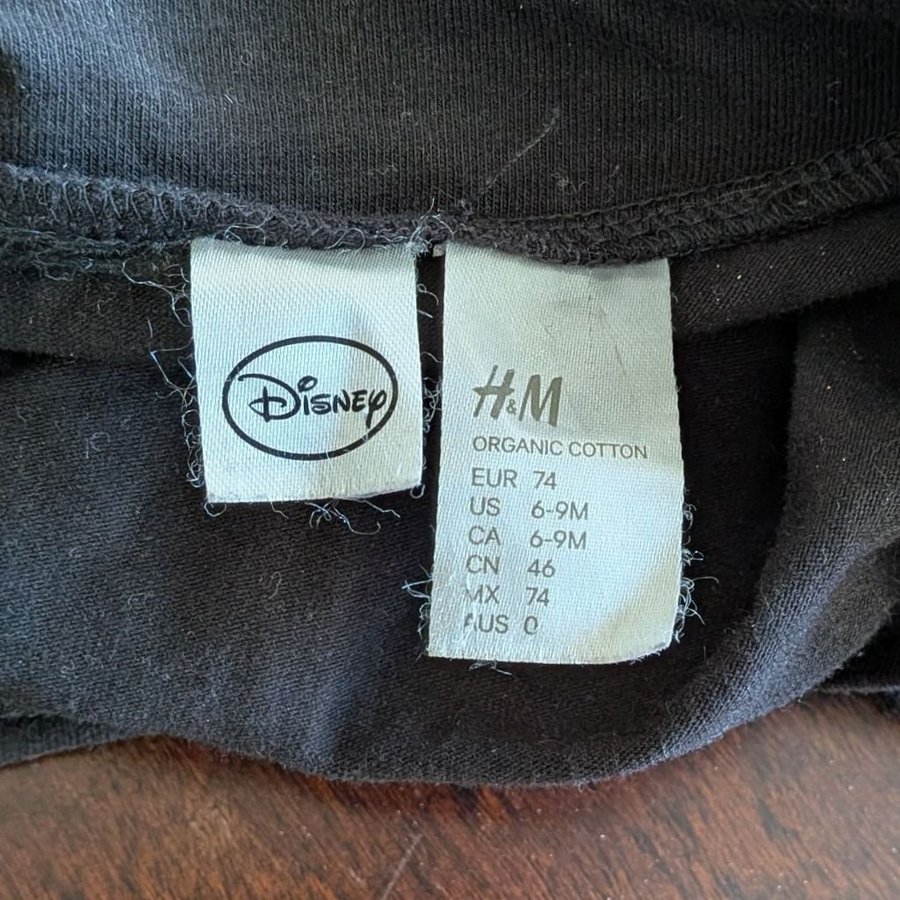 Disney
H&M
ORGANIC COTTON
EUR 74
US 6-9M
CA 6-9M
CN 46
MX 74
AUS 0